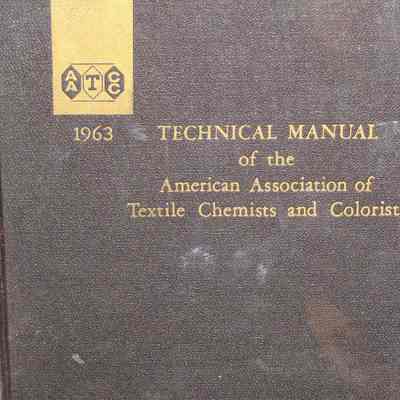 AATCC
1963 TECHNICAL MANUAL
of the
American Association of
Textile Chemists and Colorist